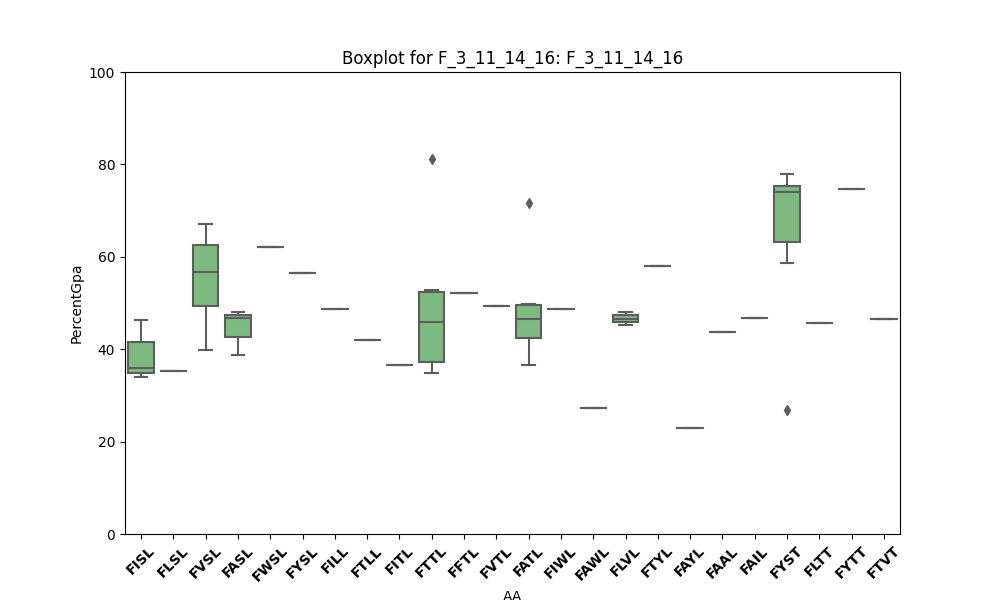 Boxplot for F_3_11_14_16: F_3_11_14_16
PercentGpa
100
80
60
40
20
0
FISL FLSL FVSL FASL FWSL FYSL FILL FTLL FITL FTTL FFTL FVTL FATL FIWL FAWL FLVL FTYL FAYL FAAL FAIL FYST FLTT FYTT FTVT
AA